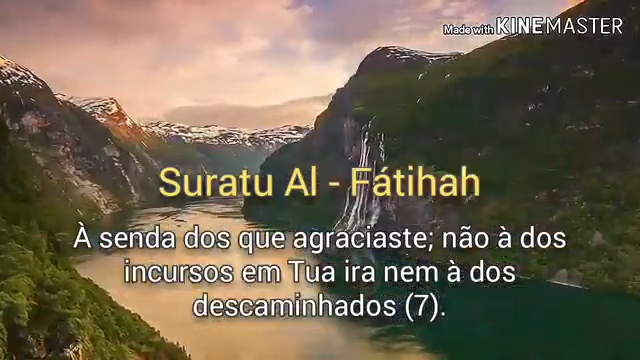 Made with KINEMASTER
Suratu Al - Fátihah
À senda dos que agraciaste; não à dos
incursos em Tua ira nem à dos
descaminhados (7).